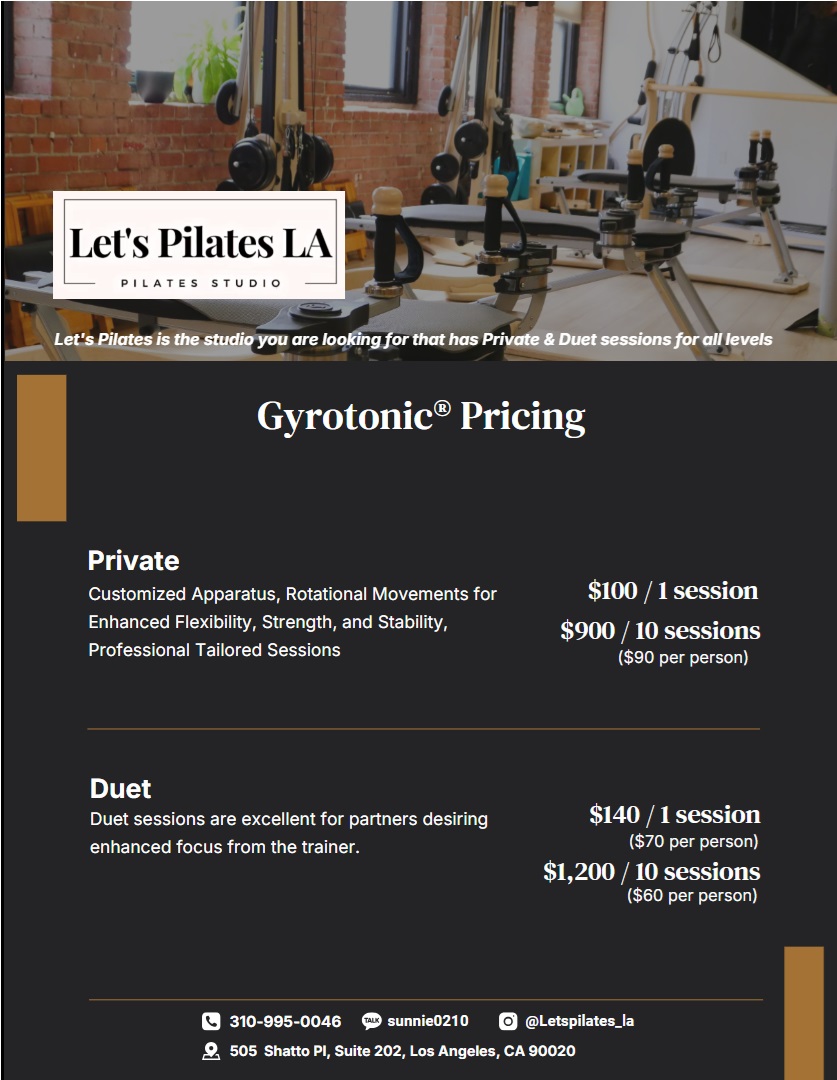 Let's Pilates LA
PILATES STUDIO
Let's Pilates is the studio you are looking for that has Private & Duet sessions for all levels
Gyrotonic® Pricing
Private
Customized Apparatus, Rotational Movements for
Enhanced Flexibility, Strength, and Stability,
Professional Tailored Sessions
$100 / 1 session
$900 / 10 sessions
($90 per person)
Duet
Duet sessions are excellent for partners desiring
enhanced focus from the trainer.
$140 / 1 session
($70 per person)
$1,200 / 10 sessions
($60 per person)
310-995-0046 TALK sunnie0210 @Letspilates_la
505 Shatto Pl, Suite 202, Los Angeles, CA 90020